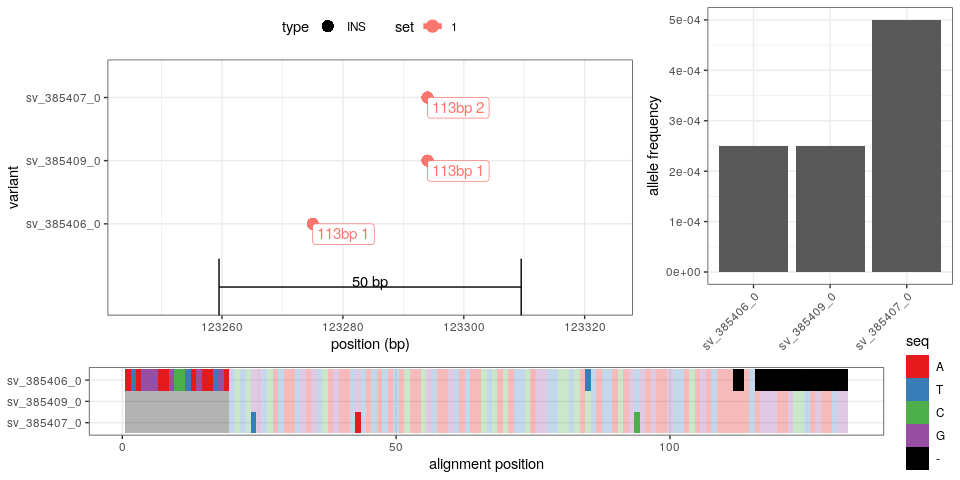 type INS set 1
sv_385407_0
sv_385409_0
sv_385406_0
variant
113bp 2
113bp 1
113bp 1
50 bp
123260 123280 123300 123320
position (bp)
allele frequency
5e-04
4e-04
3e-04
2e-04
1e-04
0e+00
sv_385406_0 sv_385409_0 sv_385407_0
sv_385406_0
sv_385409_0
sv_385407_0
0 50 100
alignment position
seq
A
T
C
G
-